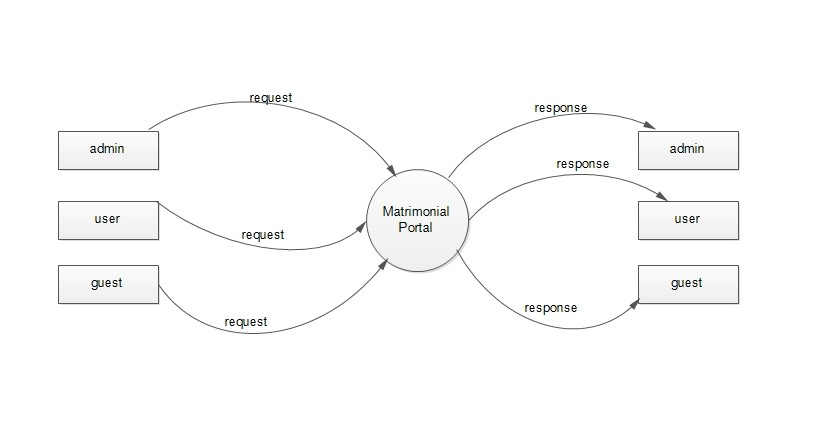 request
response
admin
admin
response
user
Matrimonial
Portal
user
request
guest
guest
response
request